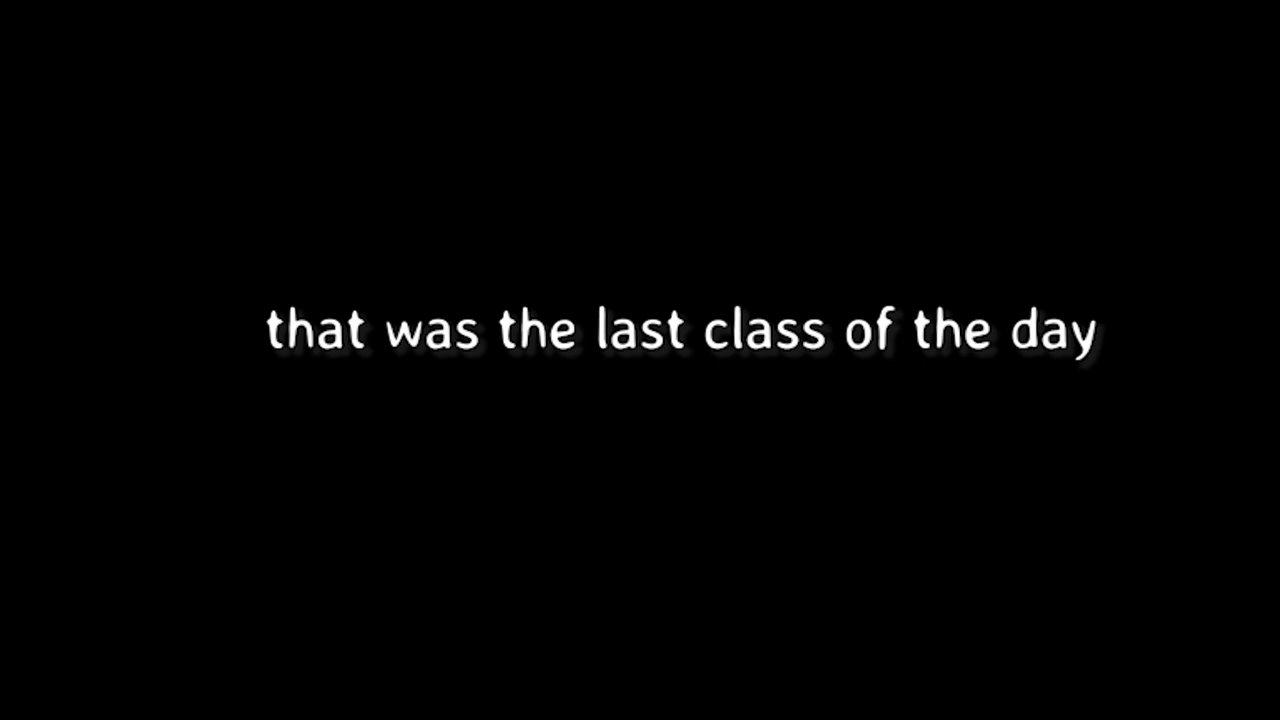 that was the last class of the day